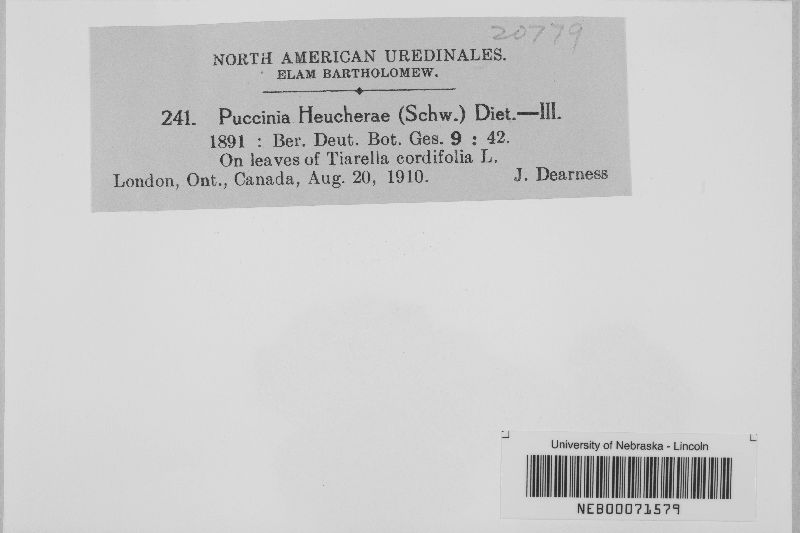 20779
NORTH AMERICAN UREDINALES.
ELAM BARTHOLOMEW.
241. Puccinia Heucherae (Schw.) Diet.—III.
1891 : Ber. Deut. Bot. Ges. 9 : 42.
On leaves of Tiarella cordifolia L.
London, Ont., Canada, Aug. 20, 1910. J. Dearness
University of Nebraska - Lincoln
NEB00071579